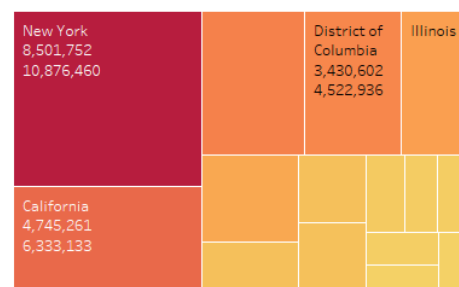 New York
8,501,752
10,876,460
District of
Columbia
3,430,602
4,522,936
Illinois
California
4,745,261
6,333,133